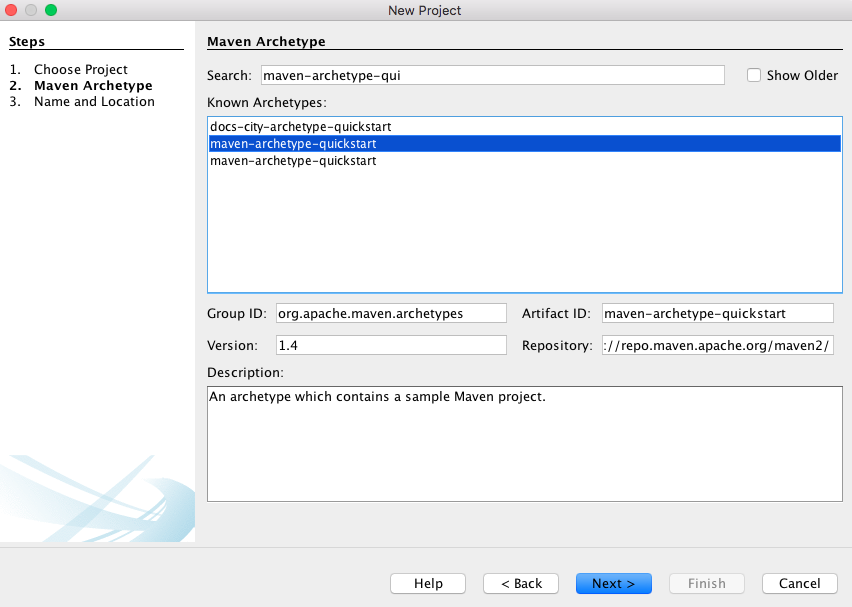 New Project
Steps
1. Choose Project
2. Maven Archetype
3. Name and Location
Maven Archetype
Search: maven-archetype-qui Show Older
Known Archetypes:
docs-city-archetype-quickstart
maven-archetype-quickstart
maven-archetype-quickstart
Group ID: org.apache.maven.archetypes Artifact ID: maven-archetype-quickstart
Version: 1.4 Repository: ://repo.maven.apache.org/maven2/
Description:
An archetype which contains a sample Maven project.
Help < Back Next > Finish Cancel